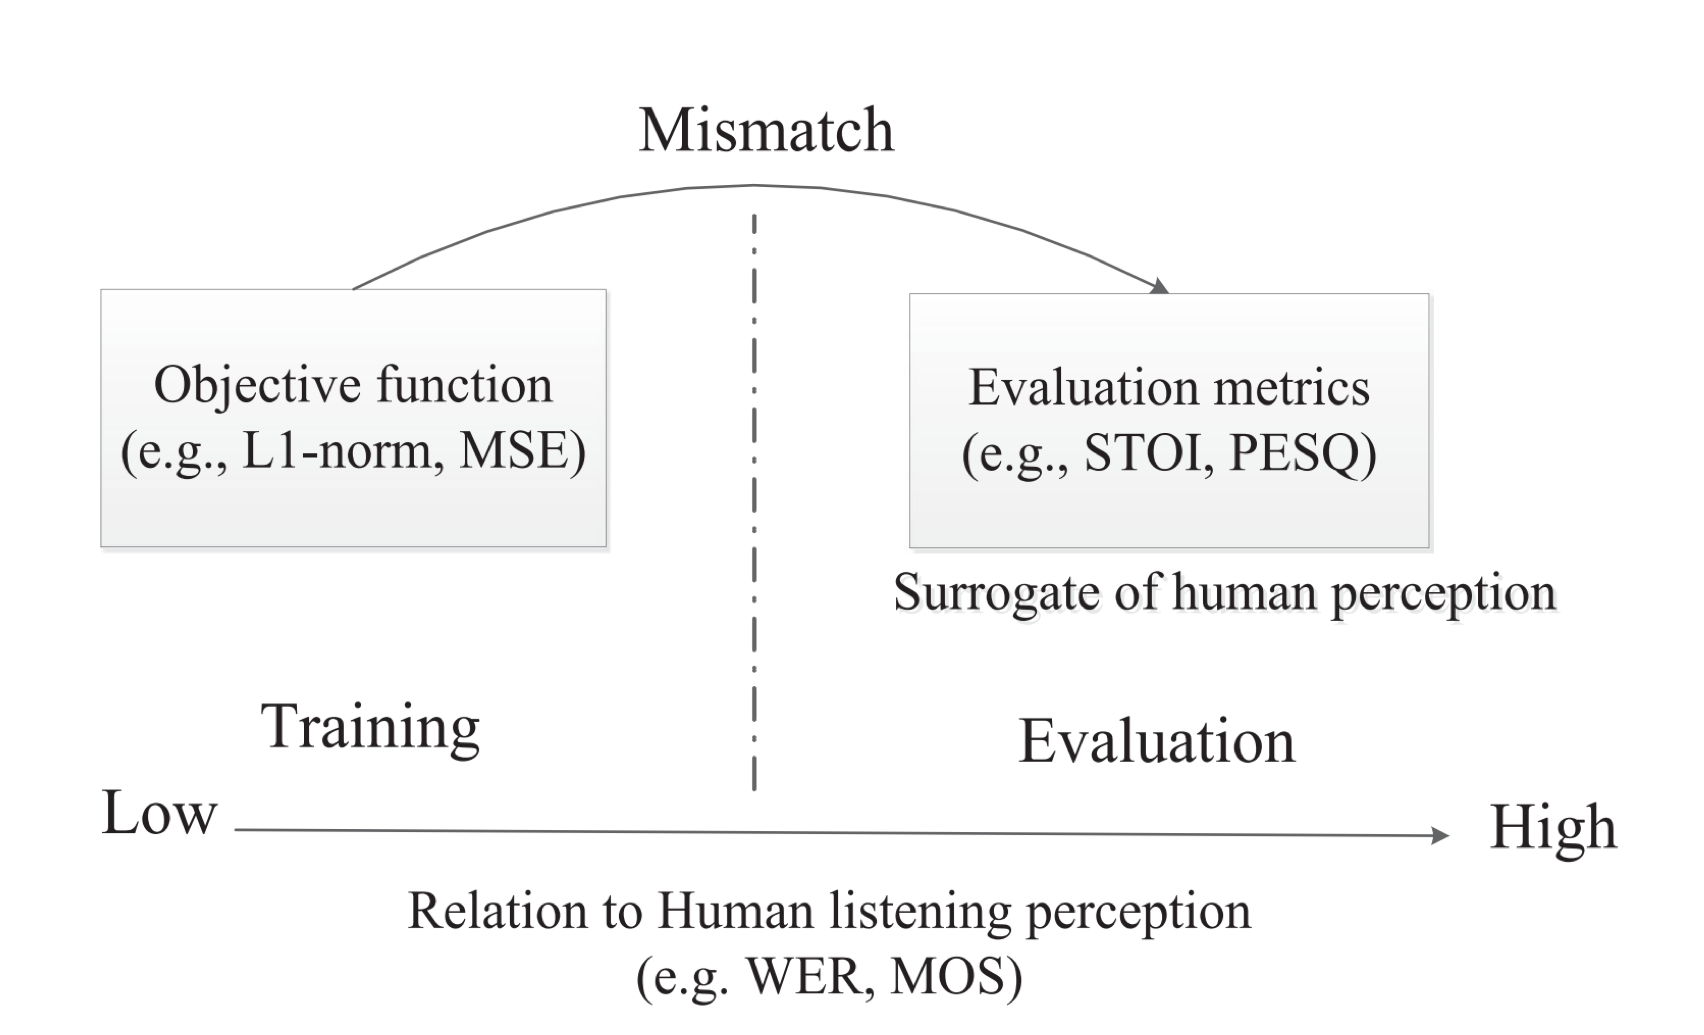 Mismatch
Objective function
(e.g., L1-norm, MSE)
Evaluation metrics
(e.g., STOI, PESQ)
Surrogate of human perception
Training
Evaluation
Low
High
Relation to Human listening perception
(e.g. WER, MOS)